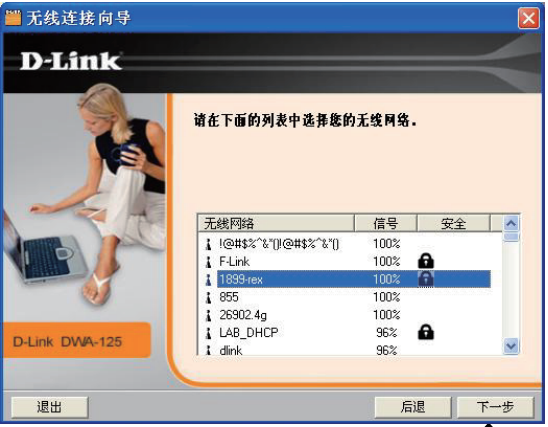 无线连接向导
D-Link
请在下面的列表中选择您的无线网络.
无线网络 信号 安全
!@#$%^&*()!@#$%^&*() 100%
F-Link 100%
1899-rex 100%
855 100%
26902.4g 100%
LAB_DHCP 96%
dlink 96%
D-Link DWA-125
退出 后退 下一步